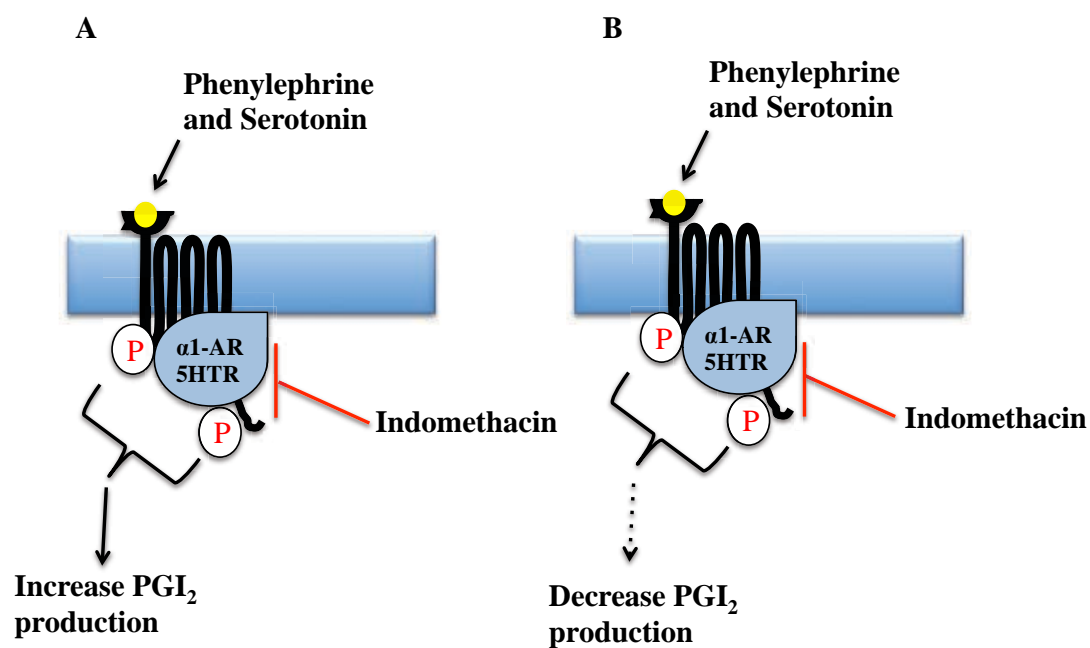 A
Phenylephrine
and Serotonin
P
α1-AR
5HTR
P
Indomethacin
Increase PGI₂
production
B
Phenylephrine
and Serotonin
P
α1-AR
5HTR
P
Indomethacin
Decrease PGI₂
production